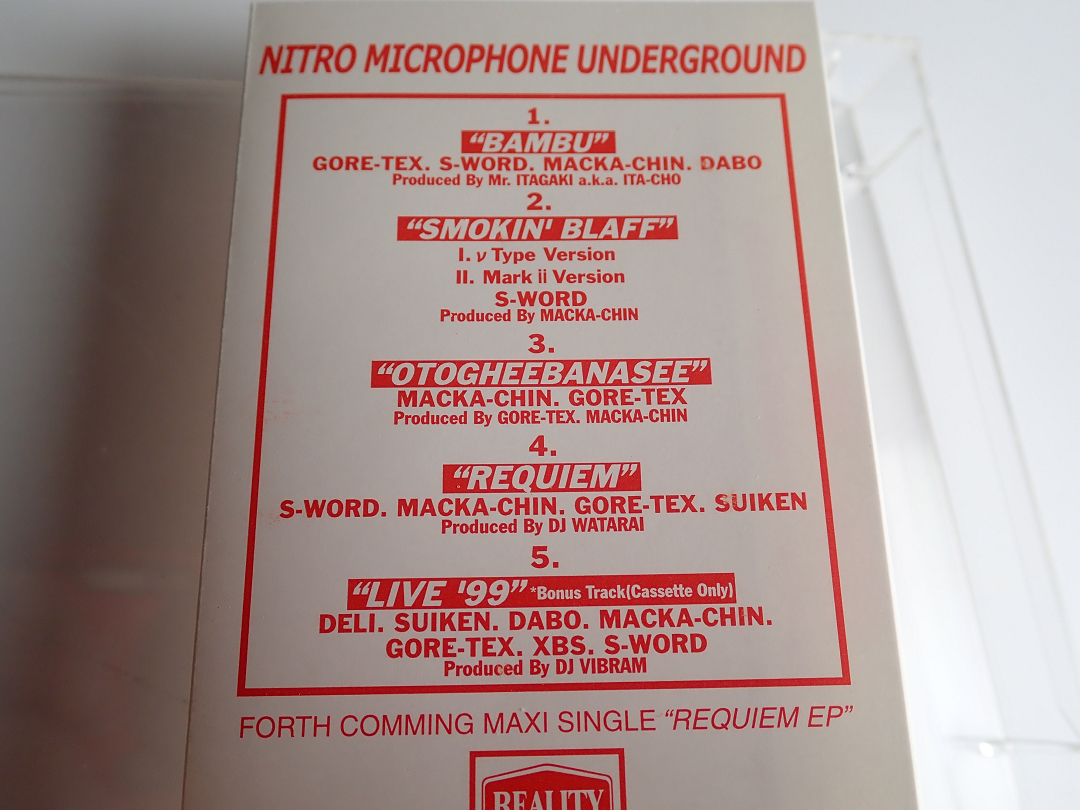 NITRO MICROPHONE UNDERGROUND
1.
“BAMBU”
GORE-TEX. S-WORD. MACKA-CHIN. DABO
Produced By Mr. ITAGAKI a.k.a. ITA-CHO
2.
“SMOKIN' BLAFF”
I. ν Type Version
II. Mark ii Version
S-WORD
Produced By MACKA-CHIN
3.
“OTOGHEEBANASEE”
MACKA-CHIN. GORE-TEX
Produced By GORE-TEX. MACKA-CHIN
4.
“REQUIEM”
S-WORD. MACKA-CHIN. GORE-TEX. SUIKEN
Produced By DJ WATARAI
5.
“LIVE '99” *Bonus Track(Cassette Only)
DELI. SUIKEN. DABO. MACKA-CHIN.
GORE-TEX. XBS. S-WORD
Produced By DJ VIBRAM
FORTH COMMING MAXI SINGLE “REQUIEM EP”
REALITY